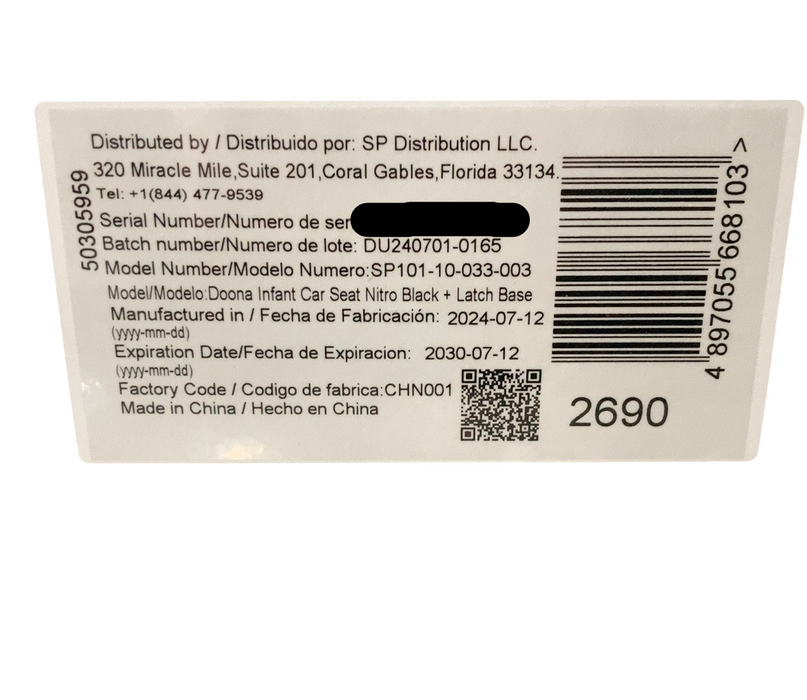 Distributed by / Distribuido por: SP Distribution LLC.
320 Miracle Mile,Suite 201,Coral Gables,Florida 33134.
Tel: +1(844) 477-9539
Serial Number/Numero de ser
Batch number/Numero de lote: DU240701-0165
Model Number/Modelo Numero:SP101-10-033-003
Model/Modelo:Doona Infant Car Seat Nitro Black + Latch Base
Manufactured in / Fecha de Fabricación: 2024-07-12
(yyyy-mm-dd)
Expiration Date/Fecha de Expiracion: 2030-07-12
(yyyy-mm-dd)
Factory Code / Codigo de fabrica:CHN001
Made in China / Hecho en China
50305959
4 897055 668103 >
2690